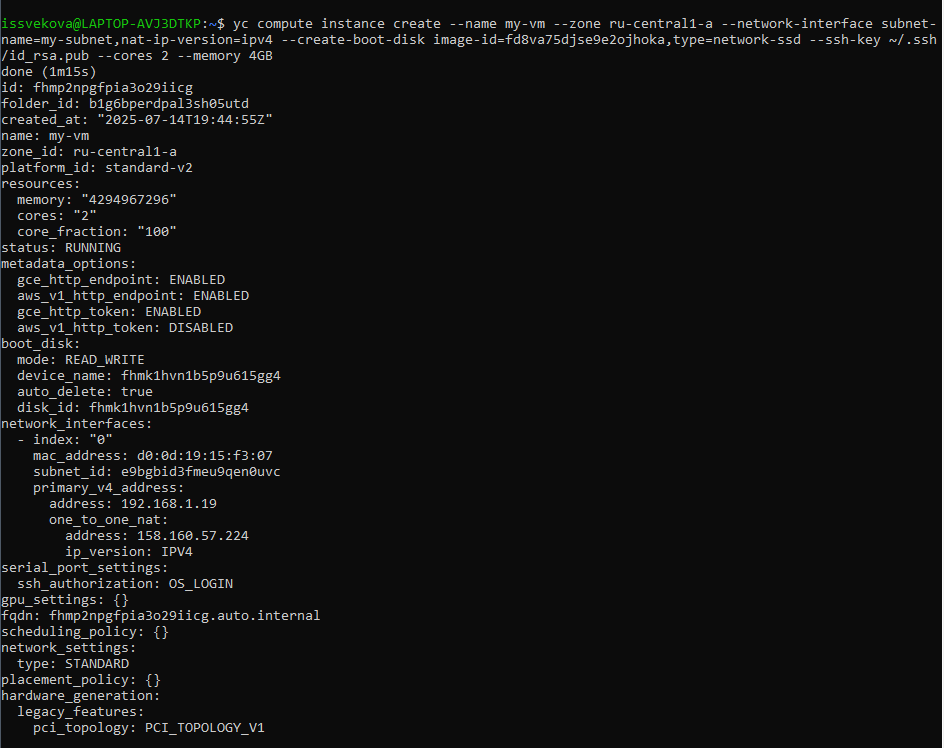 issvekova@LAPTOP-AVJ3DTKP:~$ yc compute instance create --name my-vm --zone ru-central1-a --network-interface subnet-
name=my-subnet,nat-ip-version=ipv4 --create-boot-disk image-id=fd8va75djse9e2ojhoka,type=network-ssd --ssh-key ~/.ssh
/id_rsa.pub --cores 2 --memory 4GB
done (1m15s)
id: fhmp2npgfpia3o29iicg
folder_id: b1g6bperdpal3sh05utd
created_at: "2025-07-14T19:44:55Z"
name: my-vm
zone_id: ru-central1-a
platform_id: standard-v2
resources:
  memory: "4294967296"
  cores: "2"
  core_fraction: "100"
status: RUNNING
metadata_options:
  gce_http_endpoint: ENABLED
  aws_v1_http_endpoint: ENABLED
  gce_http_token: ENABLED
  aws_v1_http_token: DISABLED
boot_disk:
  mode: READ_WRITE
  device_name: fhmk1hvn1b5p9u615gg4
  auto_delete: true
  disk_id: fhmk1hvn1b5p9u615gg4
network_interfaces:
  - index: "0"
    mac_address: d0:0d:19:15:f3:07
    subnet_id: e9bgbid3fmeu9qen0uvc
    primary_v4_address:
      address: 192.168.1.19
      one_to_one_nat:
        address: 158.160.57.224
        ip_version: IPV4
serial_port_settings:
  ssh_authorization: OS_LOGIN
gpu_settings: {}
fqdn: fhmp2npgfpia3o29iicg.auto.internal
scheduling_policy: {}
network_settings:
  type: STANDARD
placement_policy: {}
hardware_generation:
  legacy_features:
    pci_topology: PCI_TOPOLOGY_V1